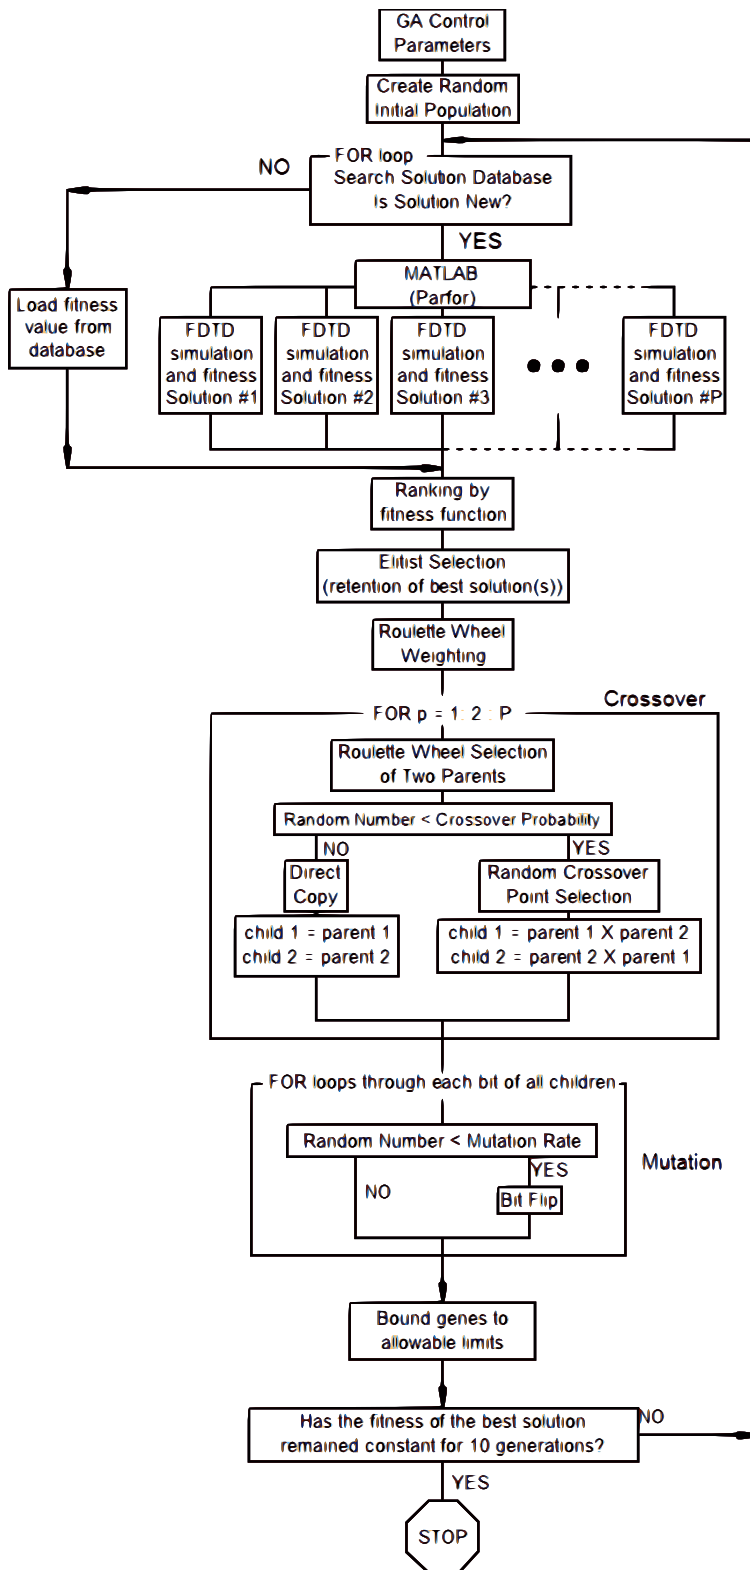 GA Control
Parameters
Create Random
Initial Population
FOR loop
Search Solution Database
Is Solution New?
NO
YES
MATLAB
(Parfor)
Load fitness
value from
database
FDTD
simulation
and fitness
Solution #1
FDTD
simulation
and fitness
Solution #2
FDTD
simulation
and fitness
Solution #3
FDTD
simulation
and fitness
Solution #P
Ranking by
fitness function
Elitist Selection
(retention of best solution(s))
Roulette Wheel
Weighting
Crossover
FOR p = 1: 2 : P
Roulette Wheel Selection
of Two Parents
Random Number < Crossover Probability
NO
YES
Direct
Copy
Random Crossover
Point Selection
child 1 = parent 1
child 2 = parent 2
child 1 = parent 1 X parent 2
child 2 = parent 2 X parent 1
FOR loops through each bit of all children
Random Number < Mutation Rate
Mutation
NO
YES
Bit Flip
Bound genes to
allowable limits
Has the fitness of the best solution
remained constant for 10 generations?
NO
YES
STOP